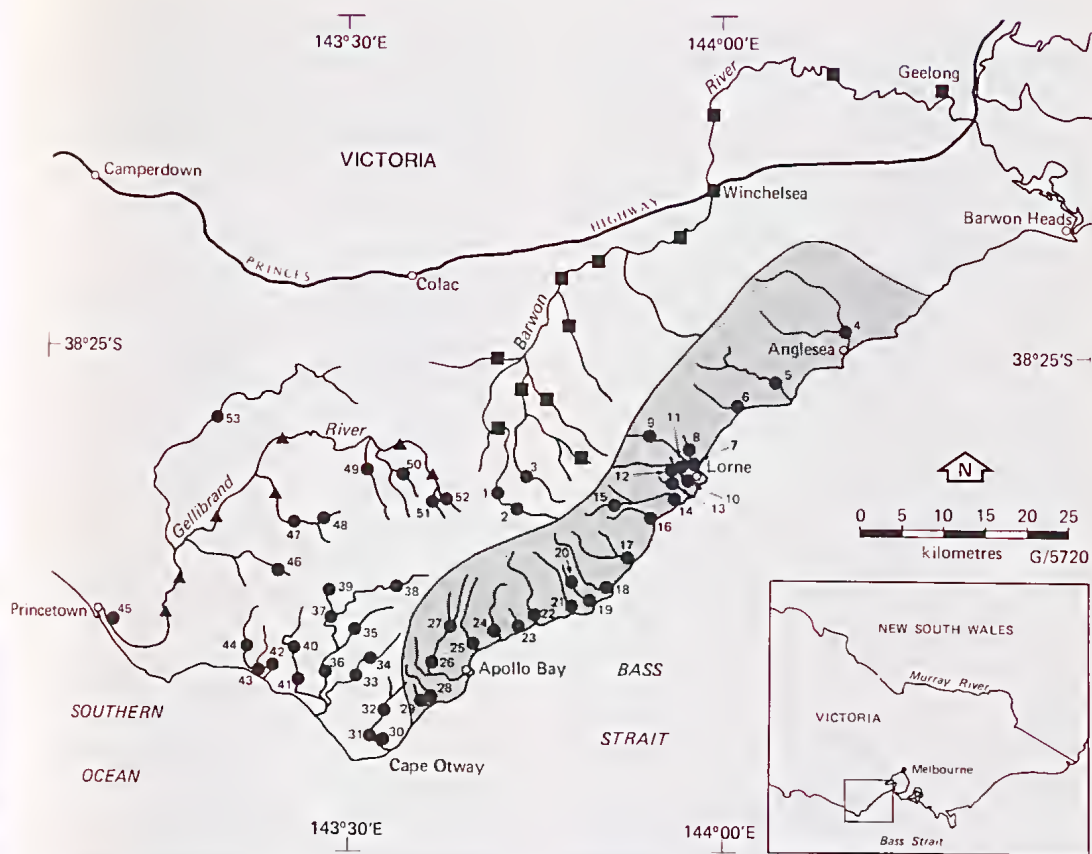 143°30'E
144°00'E
River
Geelong
Camperdown
VICTORIA
Winchelsea
HIGHWAY
Barwon Heads
PRINCES
Colac
38°25'S
Barwon
4
Anglesea
38°25'S
5
53
6
River
9
11
8
7
50
Lorne
49
12
3
Gellibrand
1
52
10
51
13
N
15
14
2
48
16
0 5 10 15 20 25
47
kilometres G/5720
17
20
46
39
38
18
Princetown
21
19
45
37
27
24
22
35
25
23
44
42
40
34
26
BASS
NEW SOUTH WALES
36
Apollo Bay
43
33
41
28
Murray River
SOUTHERN
32
29
VICTORIA
STRAIT
31
30
OCEAN
Cape Otway
Melbourne
143°30'E
144°00'E
Bass Strait